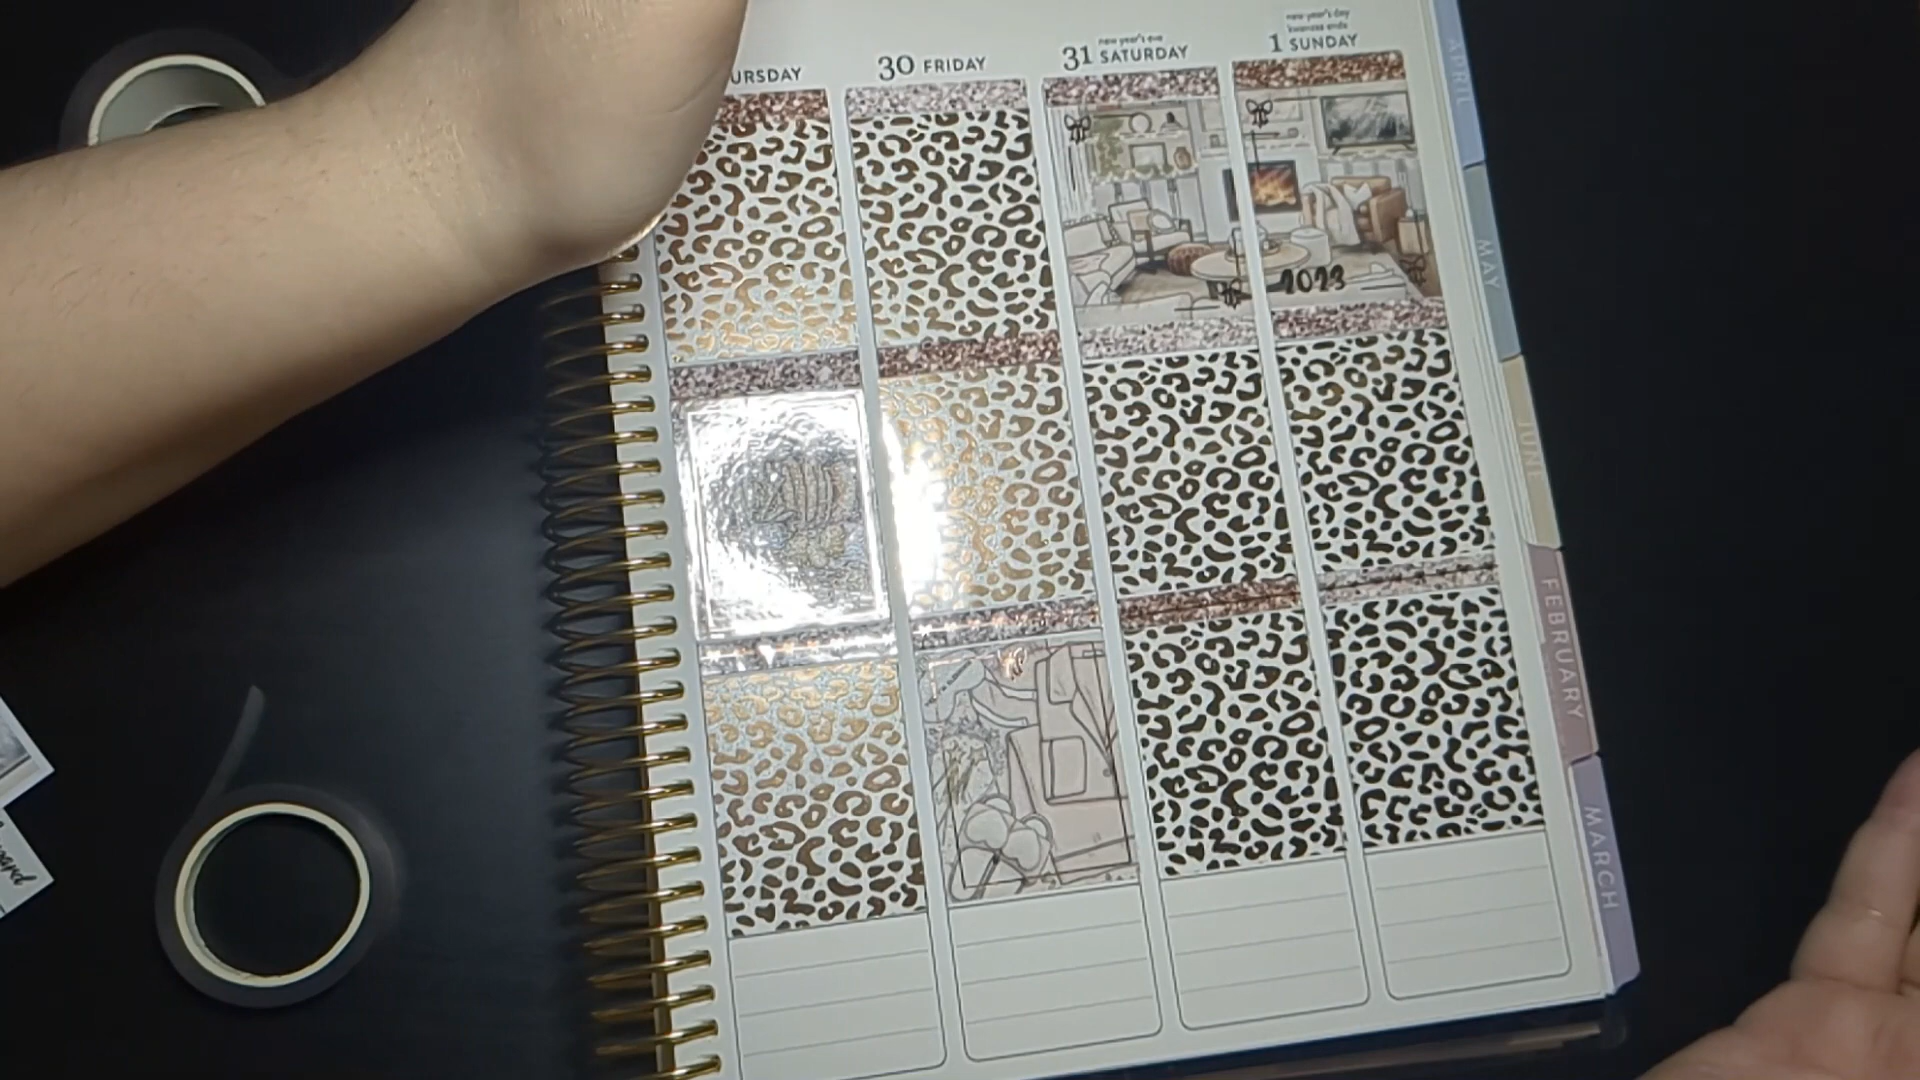 URSDAY
30 FRIDAY
new year's eve
31 SATURDAY
new year's day
kwanzaa ends
1 SUNDAY
2023
APRIL
MAY
JUNE
FEBRUARY
MARCH